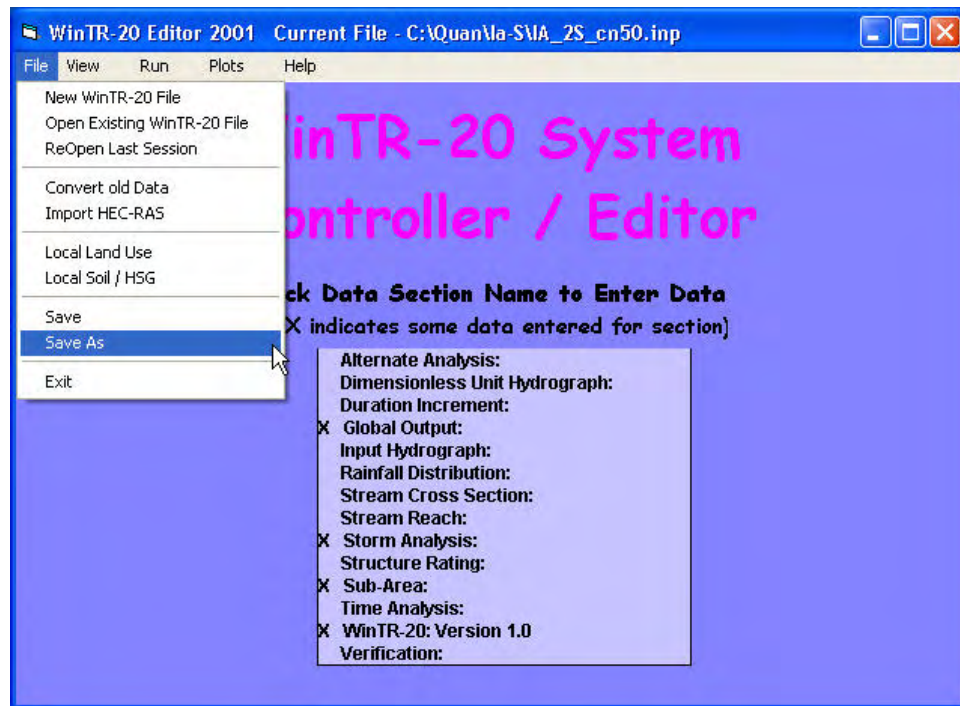 WinTR-20 Editor 2001 Current File - C:\Quan\Ia-S\IA_2S_cn50.inp
File View Run Plots Help
New WinTR-20 File
Open Existing WinTR-20 File
ReOpen Last Session
Convert old Data
Import HEC-RAS
Local Land Use
Local Soil / HSG
Save
Save As
Exit
inTR-20 System
ontroller / Editor
ck Data Section Name to Enter Data
X indicates some data entered for section)
Alternate Analysis:
Dimensionless Unit Hydrograph:
Duration Increment:
X Global Output:
Input Hydrograph:
Rainfall Distribution:
Stream Cross Section:
Stream Reach:
X Storm Analysis:
Structure Rating:
X Sub-Area:
Time Analysis:
X WinTR-20: Version 1.0
Verification: